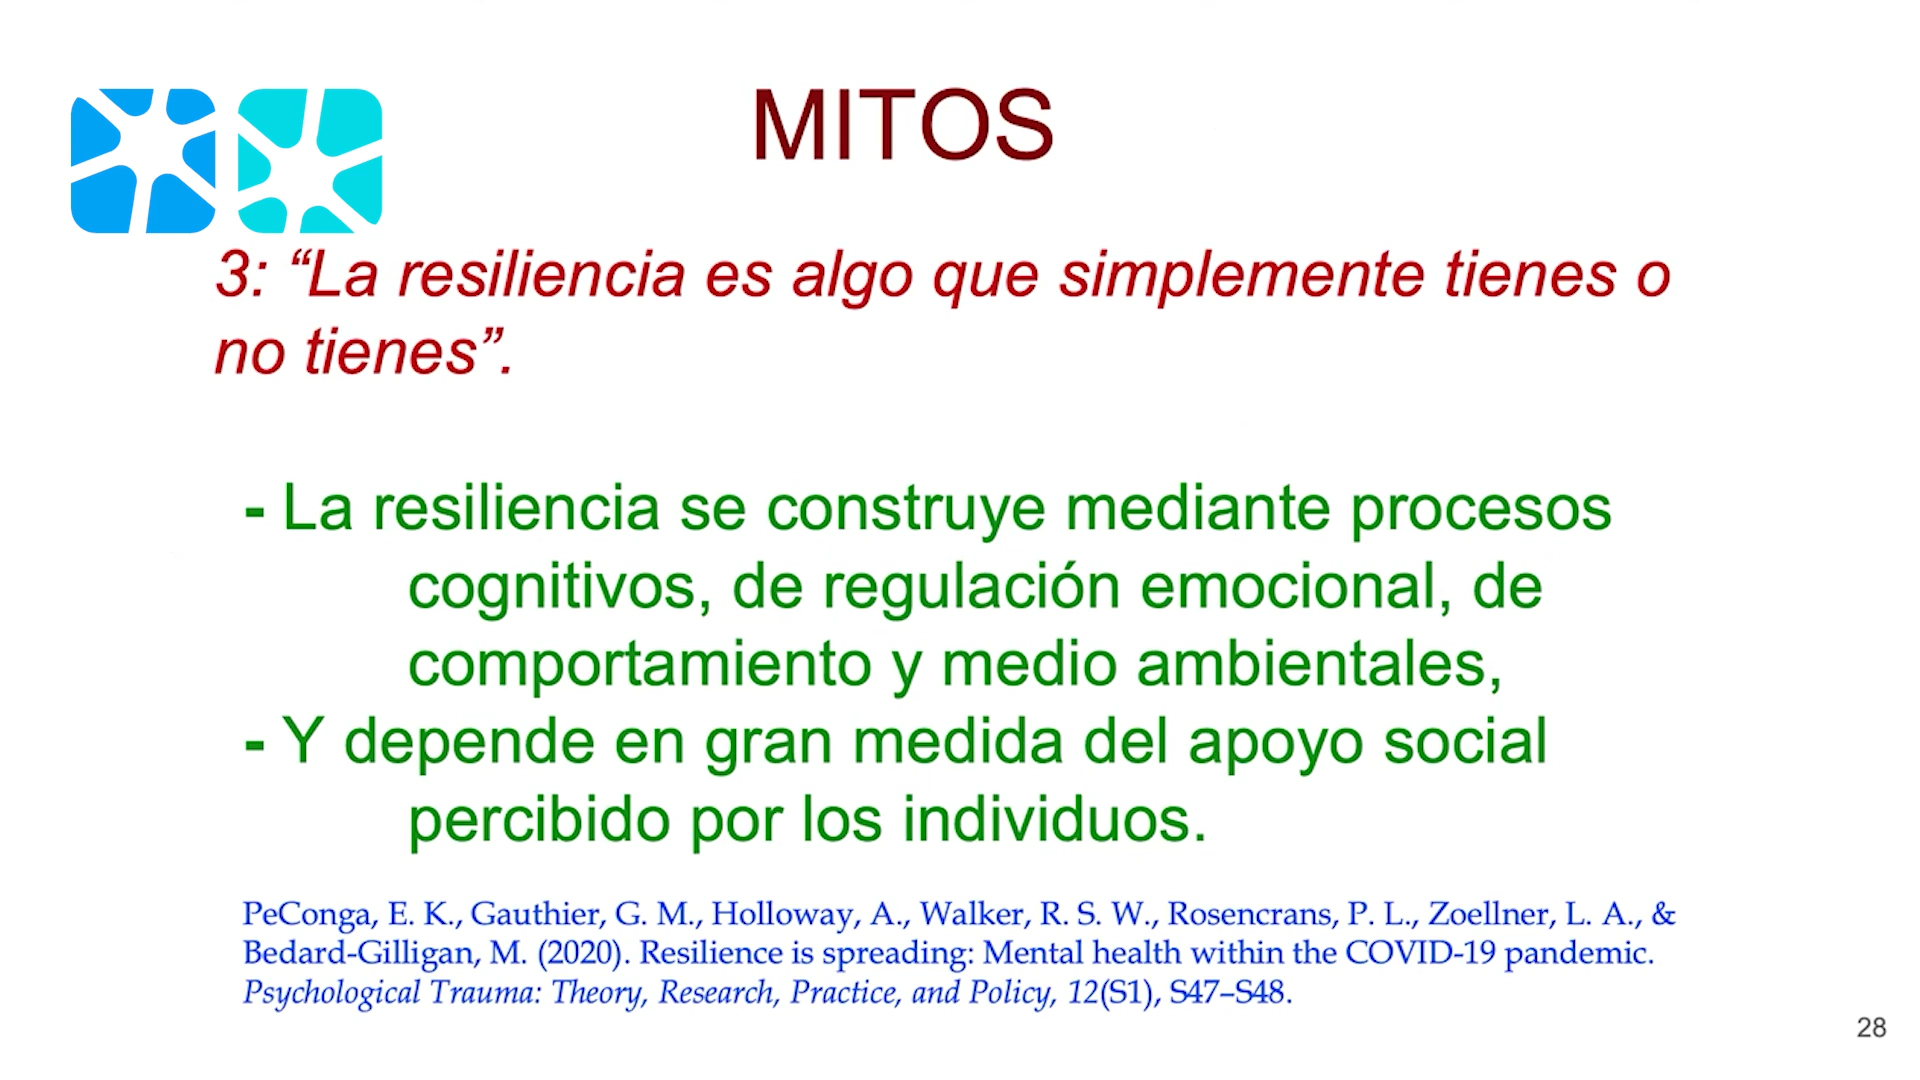 MITOS
3: “La resiliencia es algo que simplemente tienes o
no tienes”.
- La resiliencia se construye mediante procesos
cognitivos, de regulación emocional, de
comportamiento y medio ambientales,
- Y depende en gran medida del apoyo social
percibido por los individuos.
PeConga, E. K., Gauthier, G. M., Holloway, A., Walker, R. S. W., Rosencrans, P. L., Zoellner, L. A., &
Bedard-Gilligan, M. (2020). Resilience is spreading: Mental health within the COVID-19 pandemic.
Psychological Trauma: Theory, Research, Practice, and Policy, 12(S1), S47–S48.
28